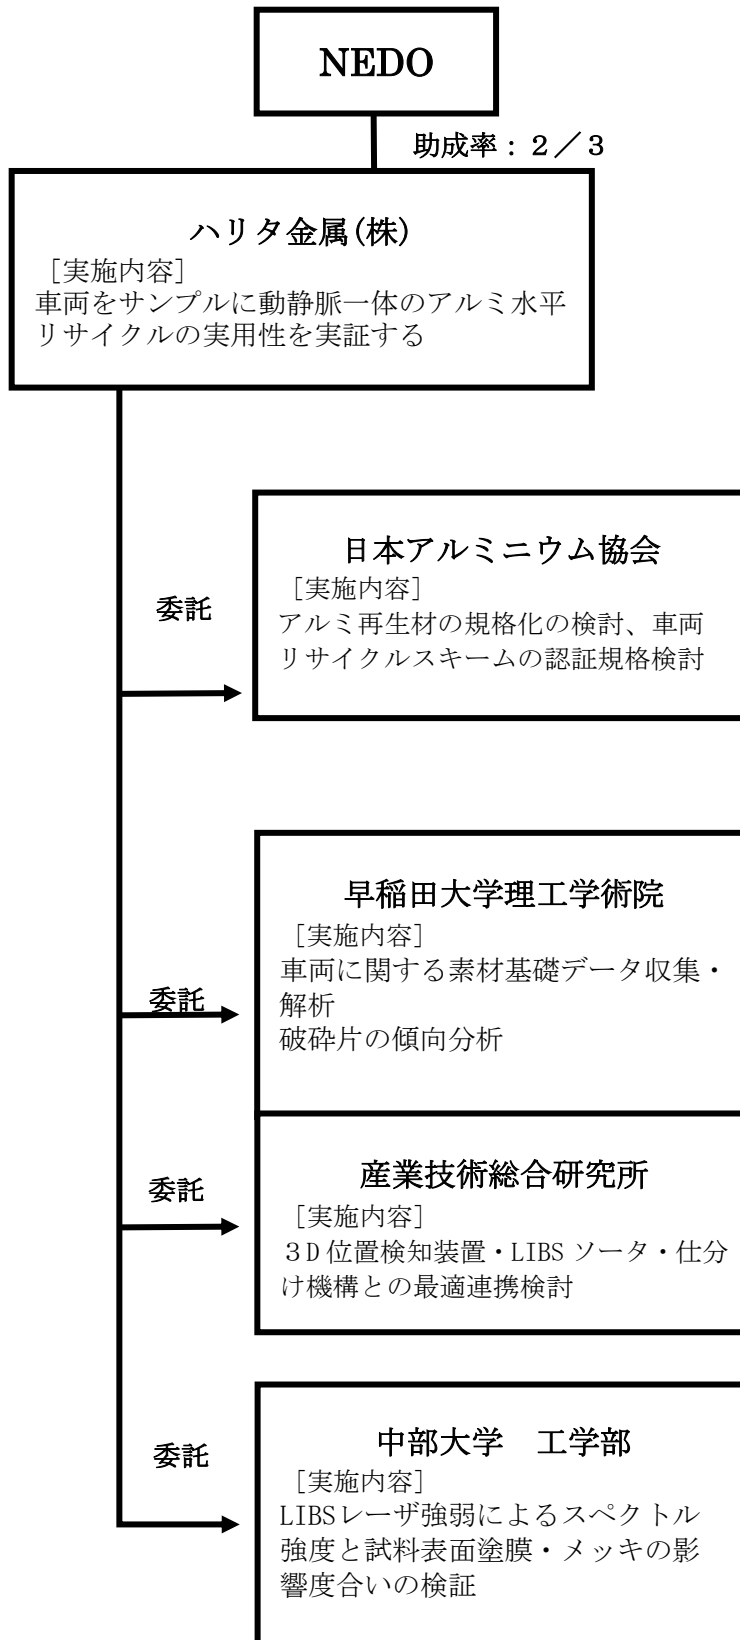 NEDO
助成率：２／３
ハリタ金属(株)
［実施内容］
車両をサンプルに動静脈一体のアルミ水平
リサイクルの実用性を実証する
日本アルミニウム協会
［実施内容］
委託
アルミ再生材の規格化の検討、車両
リサイクルスキームの認証規格検討
早稲田大学理工学術院
［実施内容］
車両に関する素材基礎データ収集・
委託
解析
破砕片の傾向分析
産業技術総合研究所
委託
［実施内容］
３D位置検知装置・LIBSソータ・仕分
け機構との最適連携検討
中部大学　工学部
委託
［実施内容］
LIBSレーザ強弱によるスペクトル
強度と試料表面塗膜・メッキの影
響度合いの検証